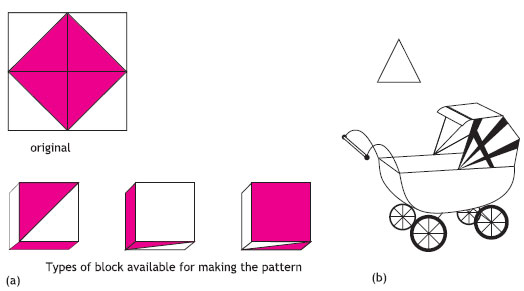 original
Types of block available for making the pattern
(a)
(b)